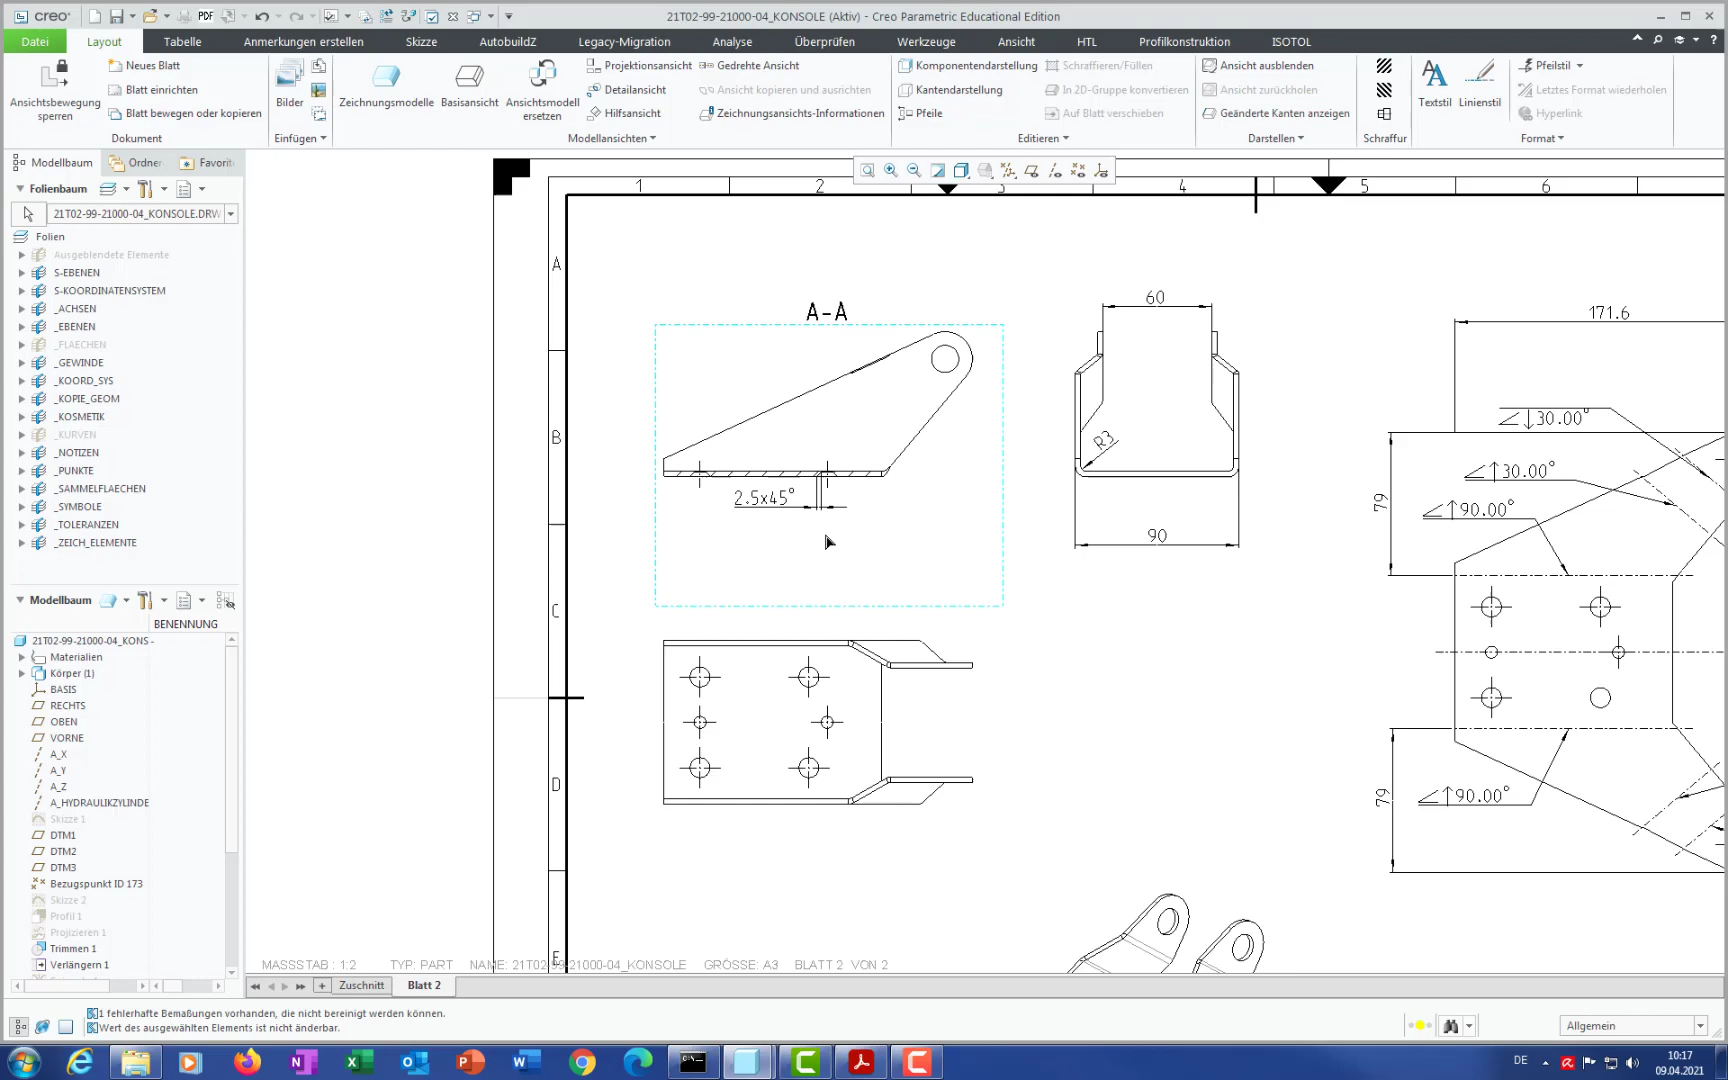 creo
PDF
21T02-99-21000-04_KONSOLE (Aktiv) - Creo Parametric Educational Edition
Datei
Layout
Tabelle
Anmerkungen erstellen
Skizze
AutobuildZ
Legacy-Migration
Analyse
Überprüfen
Werkzeuge
Ansicht
HTL
Profilkonstruktion
ISOTOL
Ansichtsbewegung sperren
Neues Blatt
Blatt einrichten
Blatt bewegen oder kopieren
Dokument
Bilder
Einfügen
Zeichnungsmodelle
Basisansicht
Ansichtsmodell ersetzen
Projektionsansicht
Detailansicht
Hilfsansicht
Gedrehte Ansicht
Ansicht kopieren und ausrichten
Zeichnungsansichts-Informationen
Modellansichten
Komponentendarstellung
Kantendarstellung
Pfeile
Schraffieren/Füllen
In 2D-Gruppe konvertieren
Auf Blatt verschieben
Editieren
Ansicht ausblenden
Ansicht zurückholen
Geänderte Kanten anzeigen
Darstellen
Schraffur
Textstil
Linienstil
Pfeilstil
Letztes Format wiederholen
Hyperlink
Format
Modellbaum
Ordner
Favorit
Folienbaum
21T02-99-21000-04_KONSOLE.DRW
Folien
Ausgeblendete Elemente
S-EBENEN
S-KOORDINATENSYSTEM
_ACHSEN
_EBENEN
_FLAECHEN
_GEWINDE
_KOORD_SYS
_KOPIE_GEOM
_KOSMETIK
_KURVEN
_NOTIZEN
_PUNKTE
_SAMMELFLAECHEN
_SYMBOLE
_TOLERANZEN
_ZEICH_ELEMENTE
Modellbaum
BENENNUNG
21T02-99-21000-04_KONS
Materialien
Körper (1)
BASIS
RECHTS
OBEN
VORNE
A_X
A_Y
A_Z
A_HYDRAULIKZYLINDE
Skizze 1
DTM1
DTM2
DTM3
Bezugspunkt ID 173
Skizze 2
Profil 1
Projizieren 1
Trimmen 1
Verlängern 1
1
2
3
4
5
6
A
B
C
D
E
A-A
2.5x45°
60
R3
90
171.6
30.00°
30.00°
90.00°
79
79
90.00°
MASSSTAB : 1:2
TYP: PART
NAME: 21T02-99-21000-04_KONSOLE
GRÖSSE: A3
BLATT 2 VON 2
Zuschnitt
Blatt 2
1 fehlerhafte Bemaßungen vorhanden, die nicht bereinigt werden können.
Wert des ausgewählten Elements ist nicht änderbar.
Allgemein
DE
10:17
09.04.2021